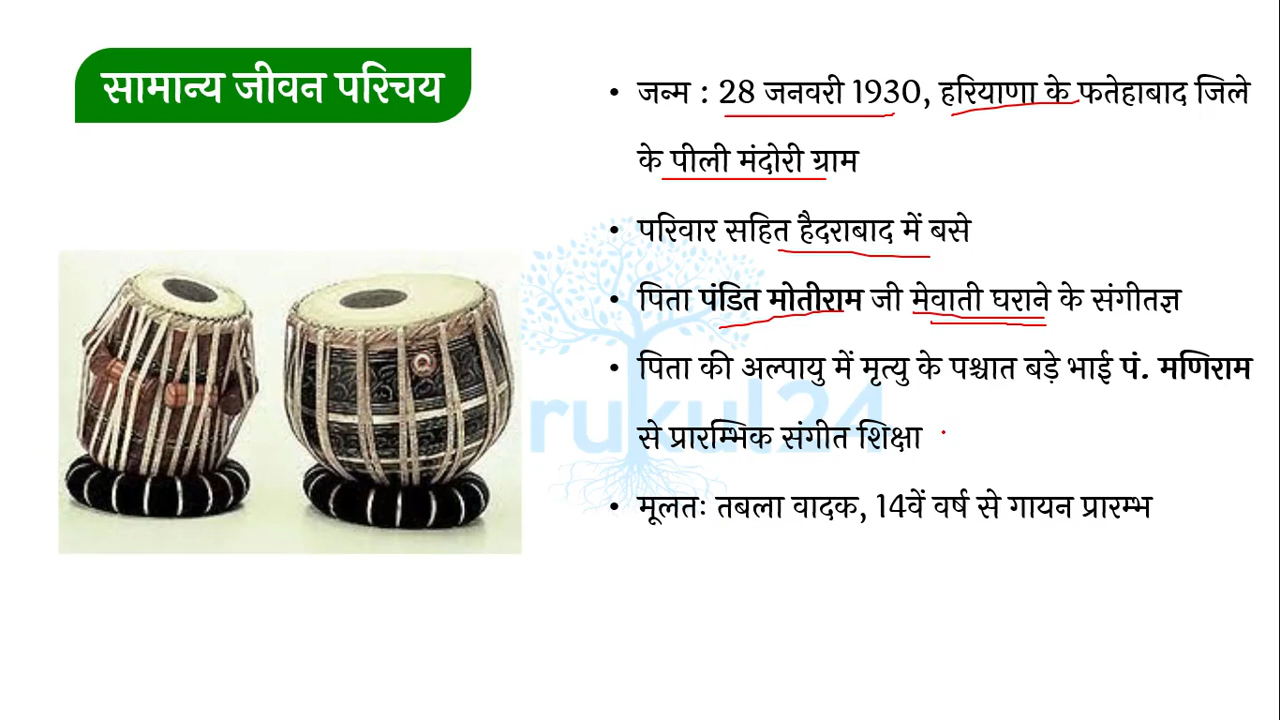 सामान्य जीवन परिचय
• जन्म : 28 जनवरी 1930, हरियाणा के फतेहाबाद जिले
के पीली मंदोरी ग्राम
• परिवार सहित हैदराबाद में बसे
• पिता पंडित मोतीराम जी मेवाती घराने के संगीतज्ञ
• पिता की अल्पायु में मृत्यु के पश्चात बड़े भाई पं. मणिराम
से प्रारम्भिक संगीत शिक्षा
• मूलतः तबला वादक, 14वें वर्ष से गायन प्रारम्भ
rukul24